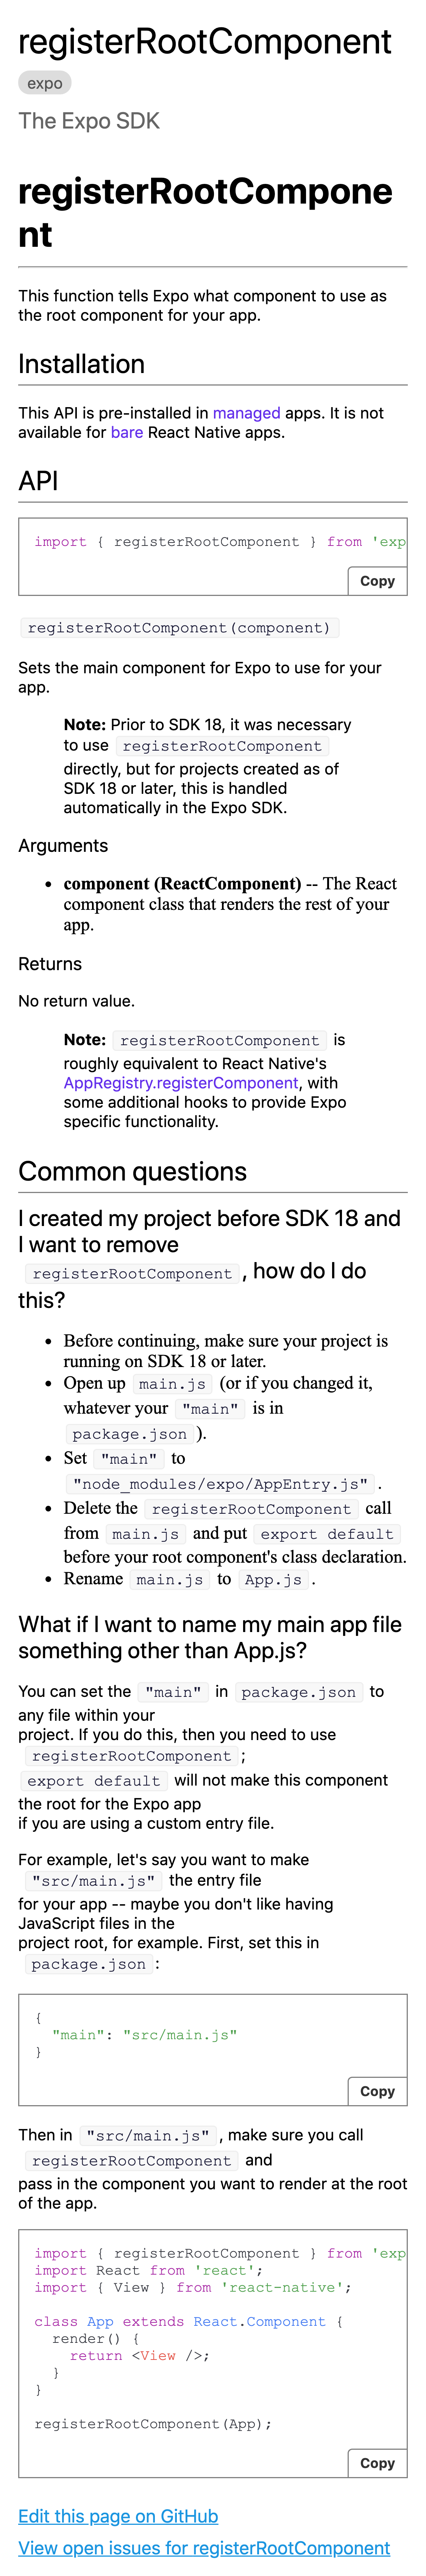 registerRootComponent
expo
The Expo SDK
registerRootCompone
nt
This function tells Expo what component to use as
the root component for your app.
Installation
This API is pre-installed in managed apps. It is not
available for bare React Native apps.
API
import { registerRootComponent } from 'exp
Copy
registerRootComponent(component)
Sets the main component for Expo to use for your
app.
Note: Prior to SDK 18, it was necessary
to use registerRootComponent
directly, but for projects created as of
SDK 18 or later, this is handled
automatically in the Expo SDK.
Arguments
• component (ReactComponent) -- The React
component class that renders the rest of your
app.
Returns
No return value.
Note: registerRootComponent is
roughly equivalent to React Native's
AppRegistry.registerComponent, with
some additional hooks to provide Expo
specific functionality.
Common questions
I created my project before SDK 18 and
I want to remove
registerRootComponent, how do I do
this?
• Before continuing, make sure your project is
running on SDK 18 or later.
• Open up main.js (or if you changed it,
whatever your "main" is in
package.json).
• Set "main" to
"node_modules/expo/AppEntry.js".
• Delete the registerRootComponent call
from main.js and put export default
before your root component's class declaration.
• Rename main.js to App.js.
What if I want to name my main app file
something other than App.js?
You can set the "main" in package.json to
any file within your
project. If you do this, then you need to use
registerRootComponent;
export default will not make this component
the root for the Expo app
if you are using a custom entry file.
For example, let's say you want to make
"src/main.js" the entry file
for your app -- maybe you don't like having
JavaScript files in the
project root, for example. First, set this in
package.json:
{
"main": "src/main.js"
}
Copy
Then in "src/main.js", make sure you call
registerRootComponent and
pass in the component you want to render at the root
of the app.
import { registerRootComponent } from 'exp
import React from 'react';
import { View } from 'react-native';
class App extends React.Component {
render() {
return <View />;
}
}
registerRootComponent(App);
Copy
Edit this page on GitHub
View open issues for registerRootComponent